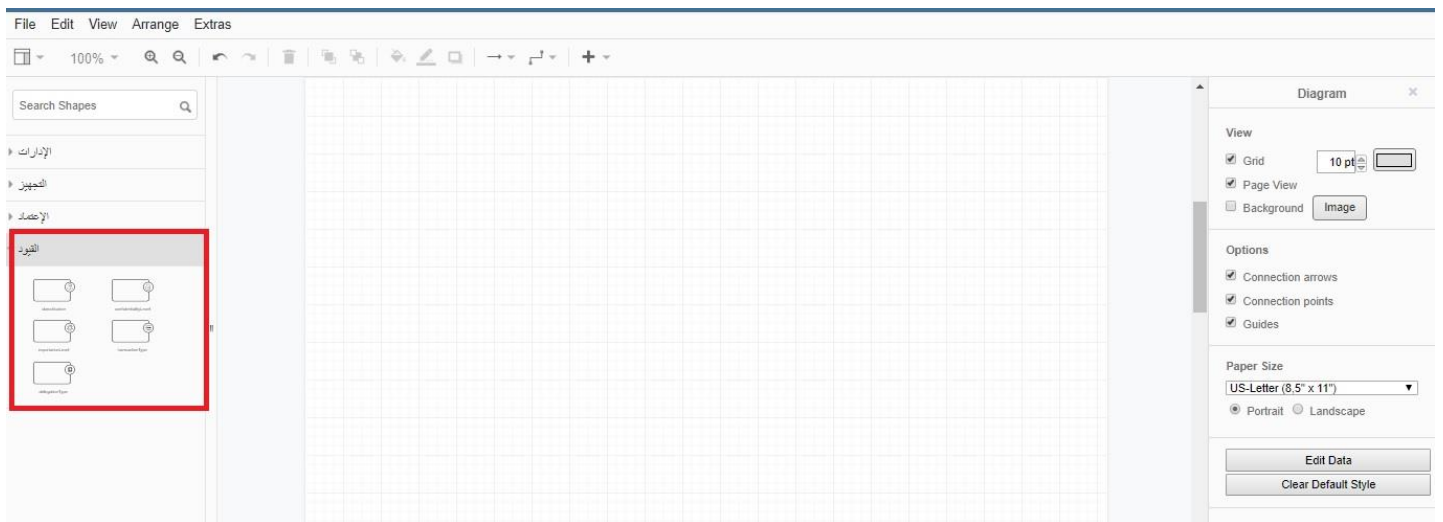 File Edit View Arrange Extras
100%
Search Shapes
الإدارات
التجهيز
الإعتماد
القيود
Diagram
View
Grid 10 pt
Page View
Background Image
Options
Connection arrows
Connection points
Guides
Paper Size
US-Letter (8,5" x 11")
Portrait Landscape
Edit Data
Clear Default Style